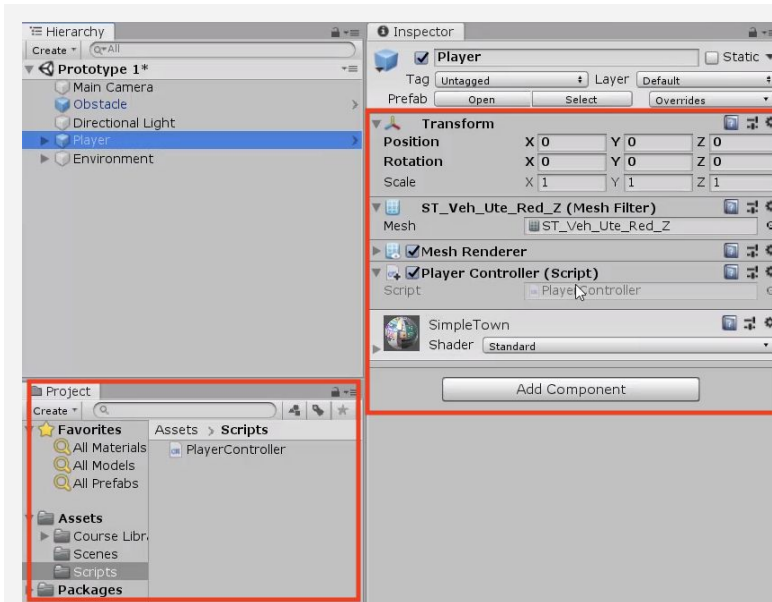 Hierarchy
Create All
Prototype 1*
Main Camera
Obstacle
Directional Light
Player
Environment
Inspector
Player Static
Tag Untagged Layer Default
Prefab Open Select Overrides
Transform
Position X 0 Y 0 Z 0
Rotation X 0 Y 0 Z 0
Scale X 1 Y 1 Z 1
ST_Veh_Ute_Red_Z (Mesh Filter)
Mesh ST_Veh_Ute_Red_Z
Mesh Renderer
Player Controller (Script)
Script PlayerController
SimpleTown
Shader Standard
Add Component
Project
Create
Favorites
All Materials
All Models
All Prefabs
Assets
Course Libr
Scenes
Scripts
Packages
Assets > Scripts
PlayerController